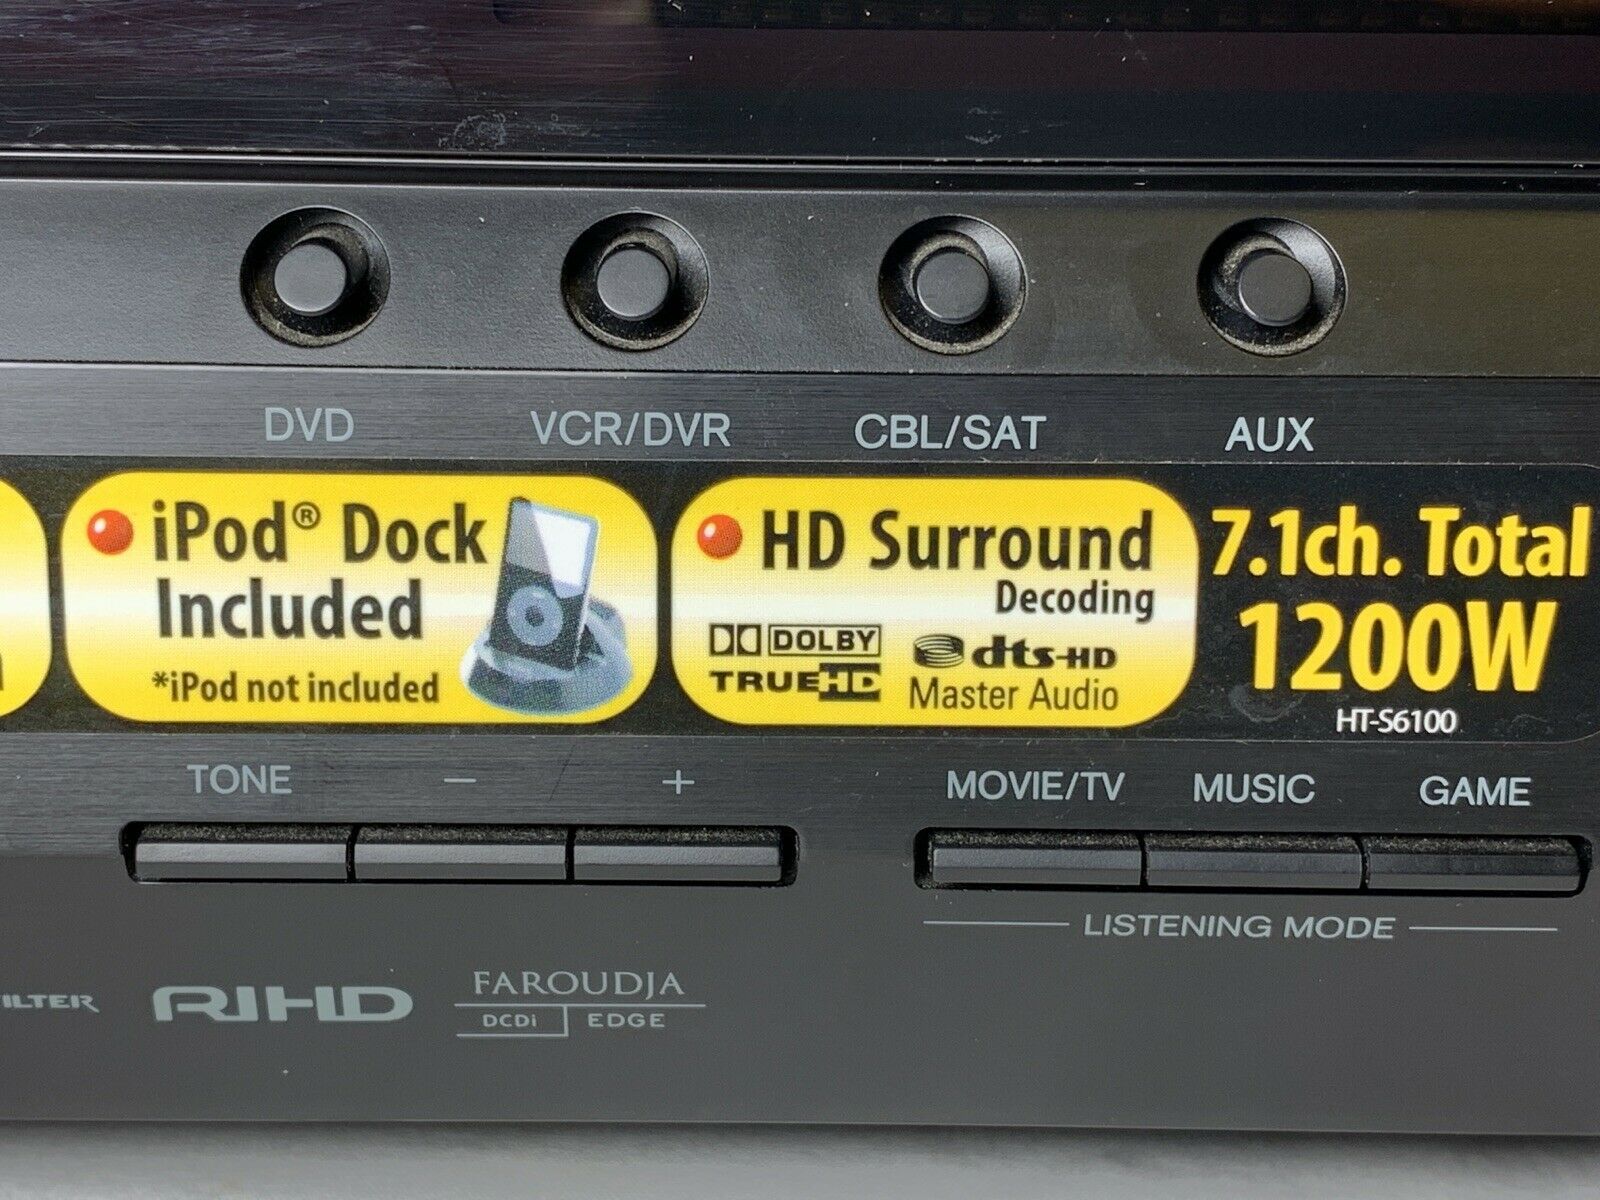 DVD VCR/DVR CBL/SAT AUX
iPod® Dock
Included
*iPod not included
HD Surround
Decoding
DOLBY
TRUEHD
dts-HD
Master Audio
7.1ch. Total
1200W
HT-S6100
TONE − +
MOVIE/TV MUSIC GAME
LISTENING MODE
RIHD
FAROUDJA
DCDi EDGE